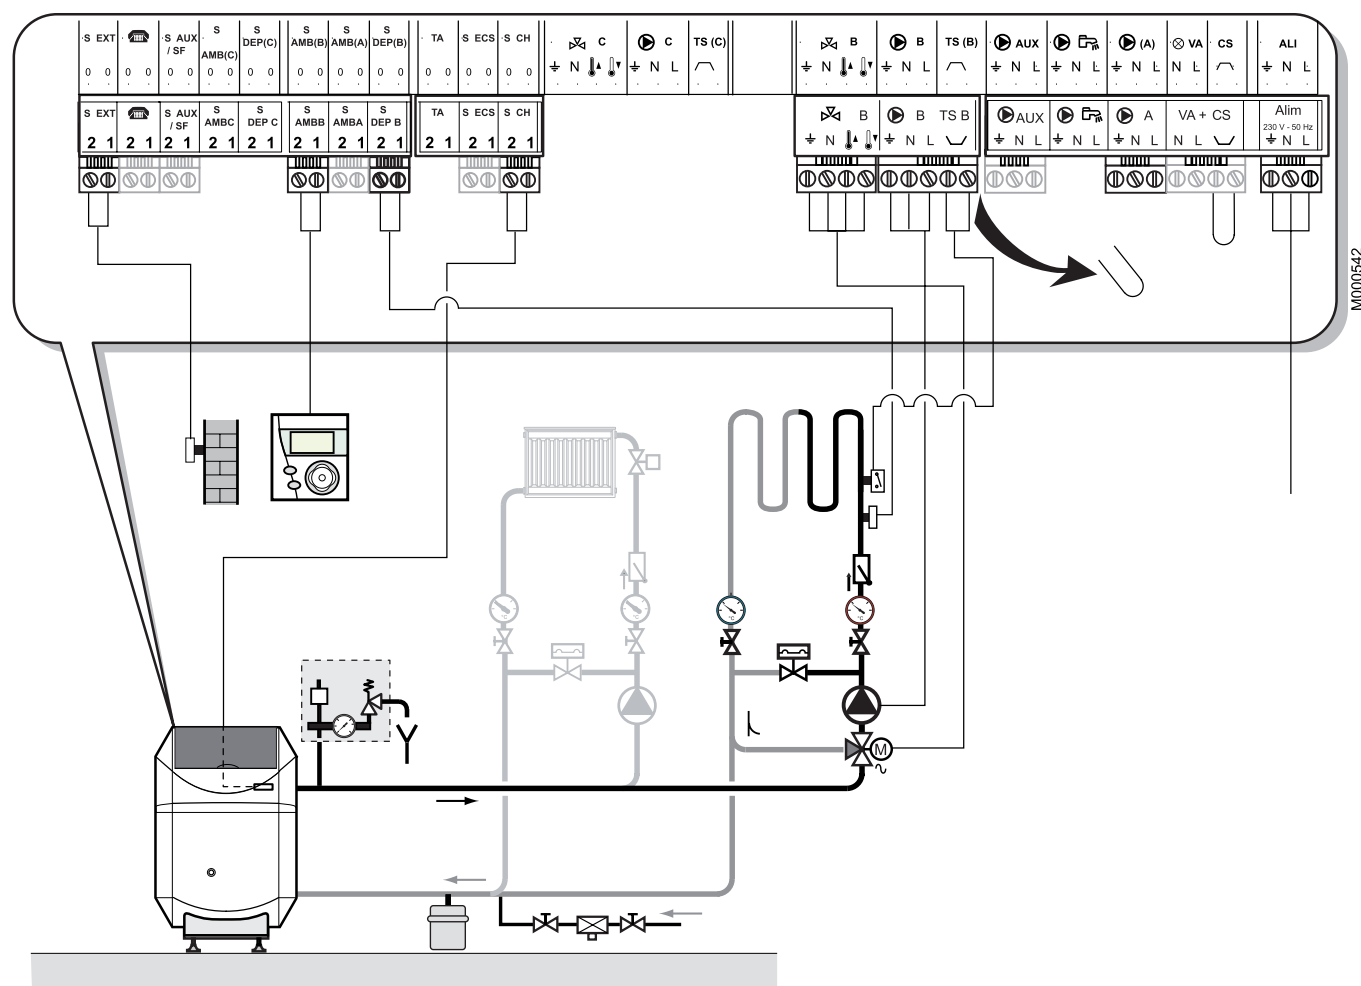 S EXT S AUX S S S S S TA S ECS S CH C C TS (C) B B TS (B) AUX (A) VA CS ALI
/ SF AMB(C) DEP(C) AMB(B) AMB(A) DEP(B)
0 0 0 0 0 0 0 0 0 0 0 0 0 0 0 0 0 0 0 0 0 0 N N L N N L N L N L N L N L N L
S EXT S AUX S S S S S TA S ECS S CH B B TS B AUX A VA + CS Alim
/ SF AMBC DEP C AMBB AMBA DEP B 230 V - 50 Hz
2 1 2 1 2 1 2 1 2 1 2 1 2 1 2 1 2 1 2 1 2 1 N N L N L N L N L N L N L
M000542
°C
°C
°C
°C
M